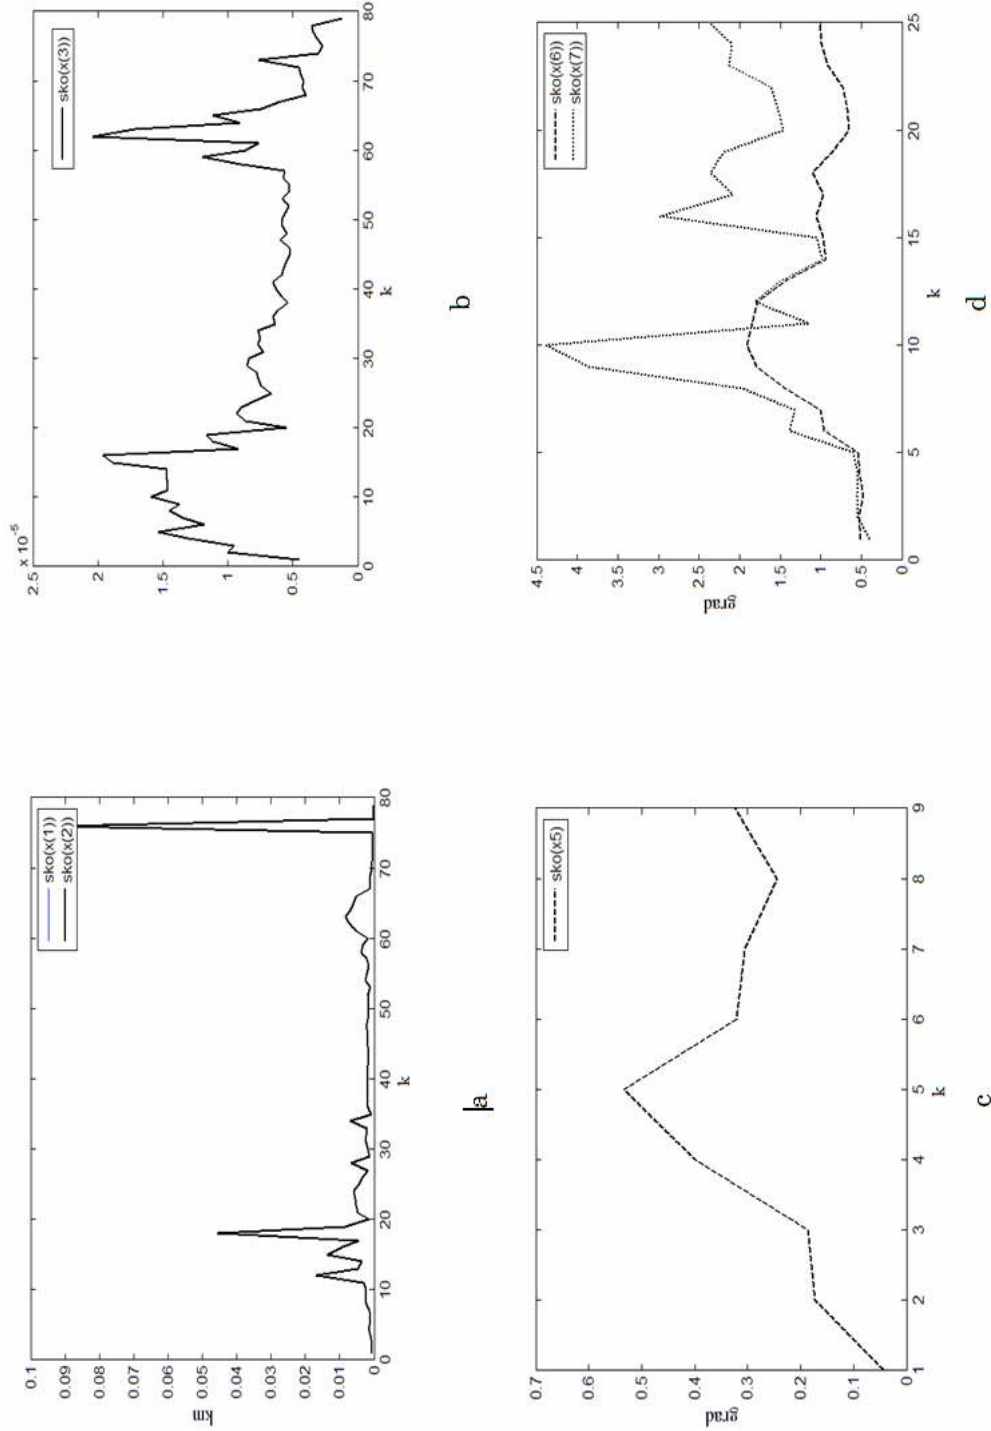 0.1
0.09
0.08
0.07
0.06
0.05
0.04
0.03
0.02
0.01
0
km
sko(x(1))
sko(x(2))
0 10 20 30 40 50 60 70 80
k
a
x 10-5
2.5
2
1.5
1
0.5
0
sko(x(3))
0 10 20 30 40 50 60 70 80
k
b
0.7
0.6
0.5
0.4
0.3
0.2
0.1
0
grad
sko(x5)
1 2 3 4 5 6 7 8 9
k
c
4.5
4
3.5
3
2.5
2
1.5
1
0.5
0
grad
sko(x(6))
sko(x(7))
0 5 10 15 20 25
k
d